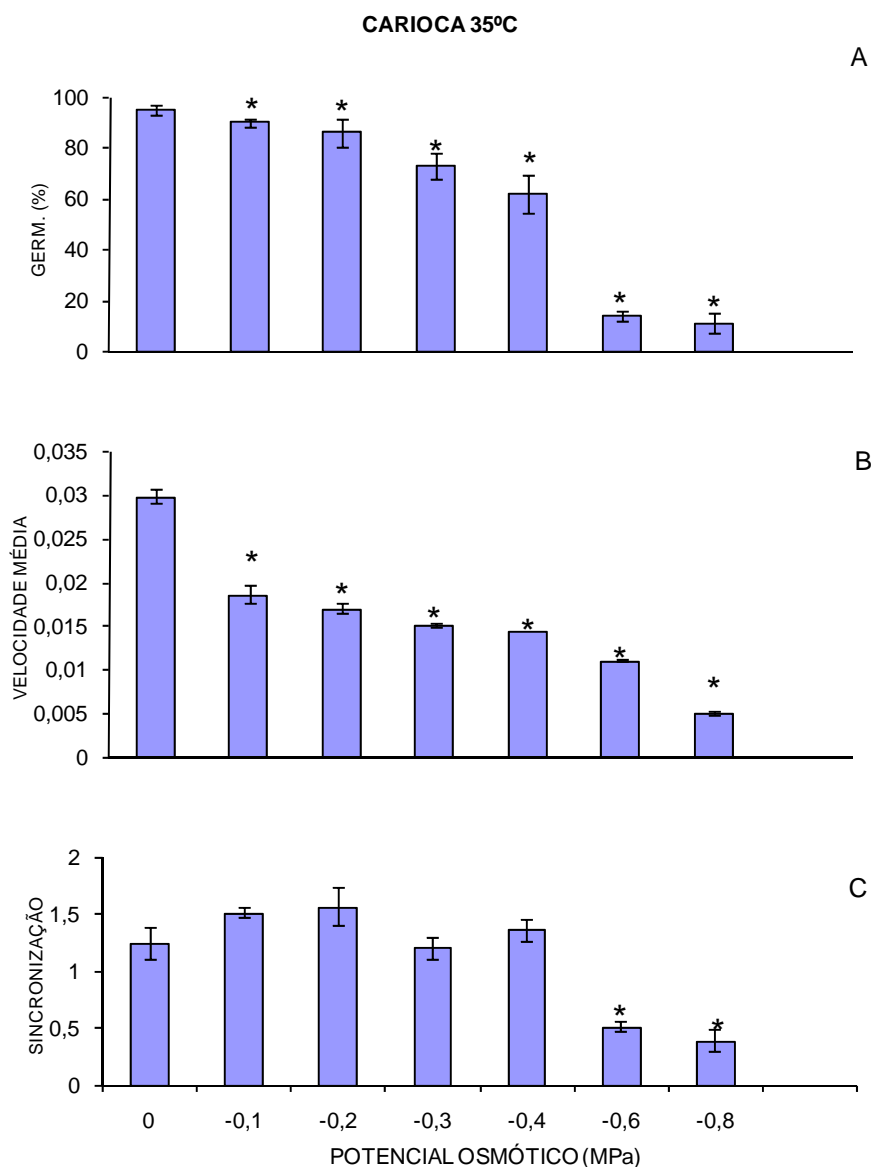 CARIOCA 35ºC
A
GERM. (%)
100
80
60
40
20
0
* * * * * *
B
VELOCIDADE MÉDIA
0,035
0,03
0,025
0,02
0,015
0,01
0,005
0
* * * * * *
C
SINCRONIZAÇÃO
2
1,5
1
0,5
0
* *
0 -0,1 -0,2 -0,3 -0,4 -0,6 -0,8
POTENCIAL OSMÓTICO (MPa)